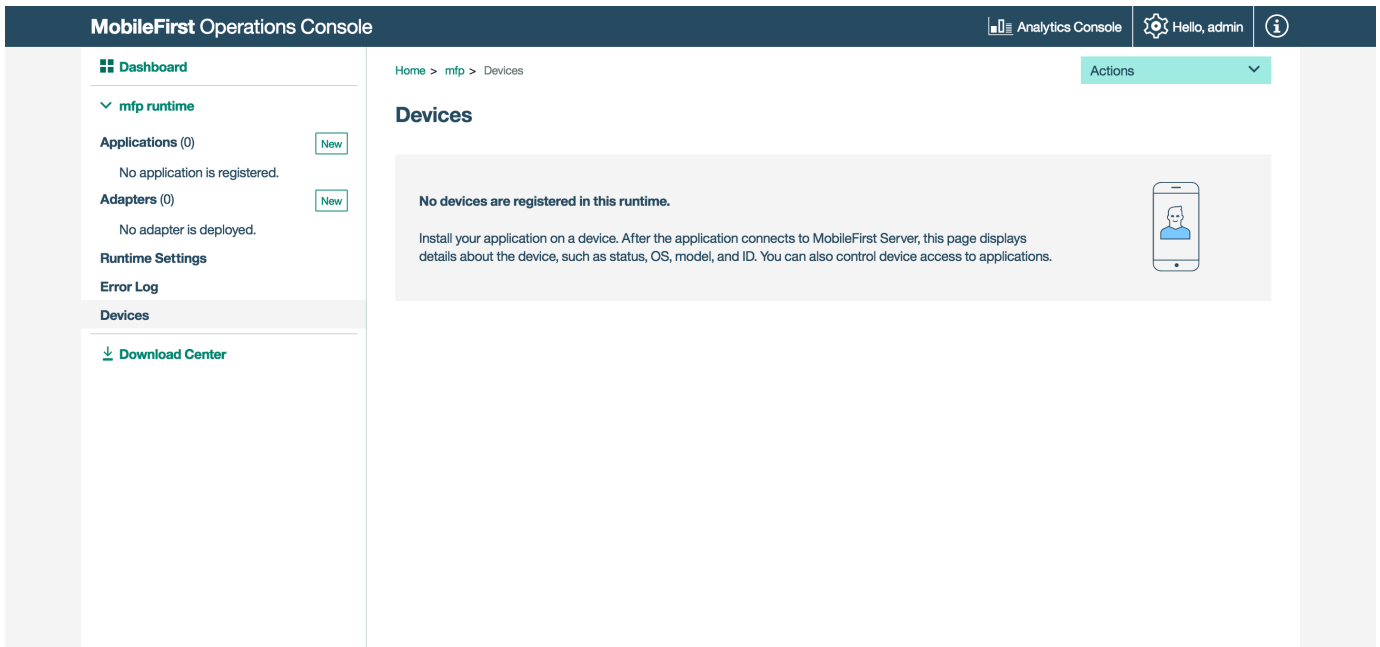 MobileFirst Operations Console
Analytics Console
Hello, admin
Dashboard
mfp runtime
Applications (0)
New
No application is registered.
Adapters (0)
New
No adapter is deployed.
Runtime Settings
Error Log
Devices
Download Center
Home > mfp > Devices
Actions
Devices
No devices are registered in this runtime.
Install your application on a device. After the application connects to MobileFirst Server, this page displays
details about the device, such as status, OS, model, and ID. You can also control device access to applications.